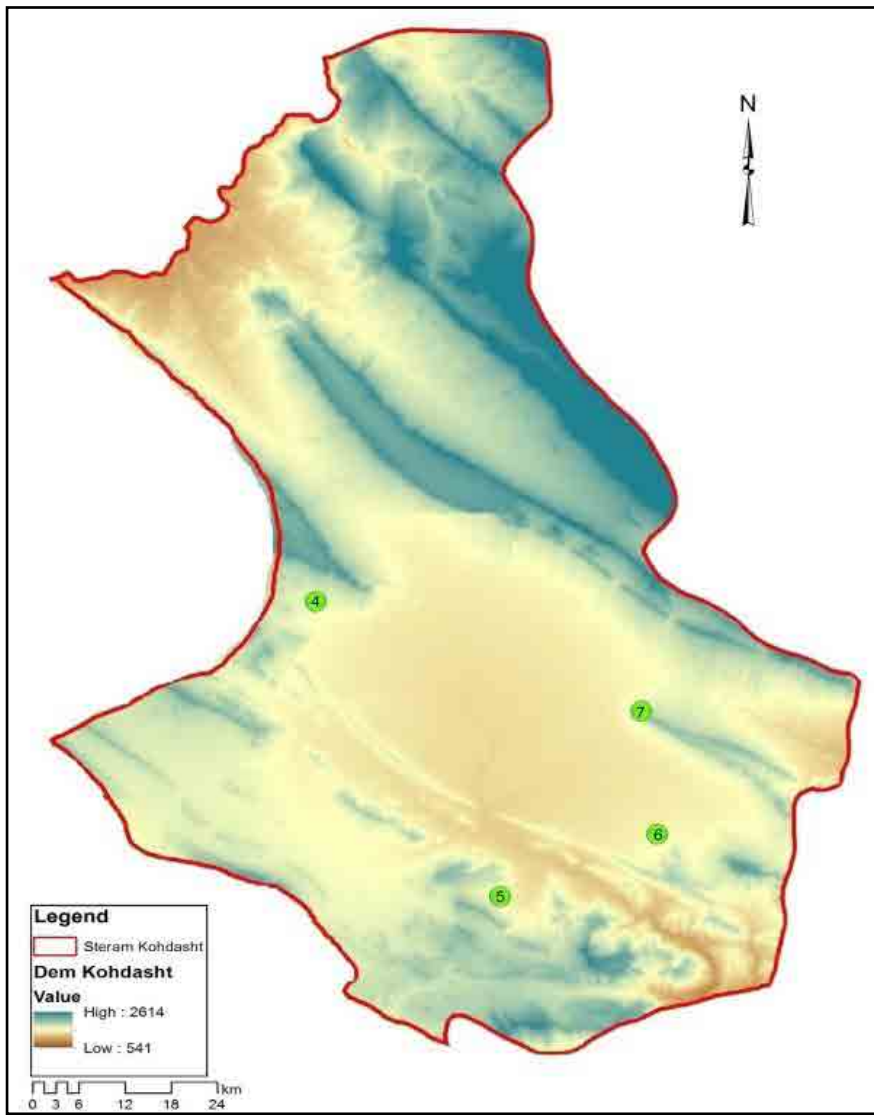 N
4
7
6
5
Legend
Steram Kohdasht
Dem Kohdasht
Value
High : 2614
Low : 541
km
0 3 6 12 18 24